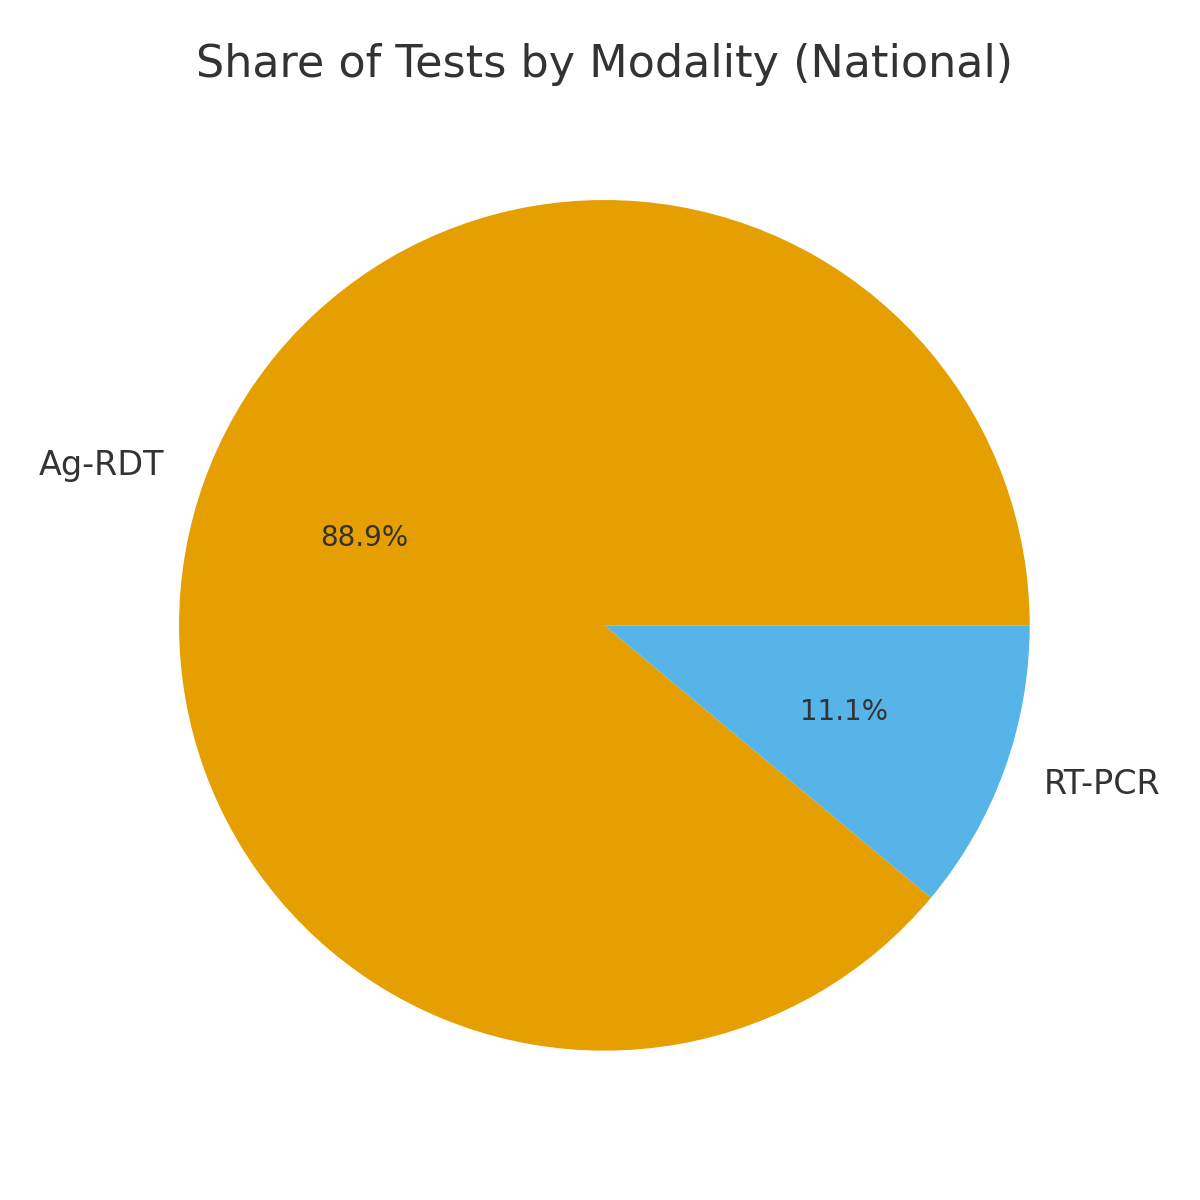 Share of Tests by Modality (National)
Ag-RDT
88.9%
11.1%
RT-PCR